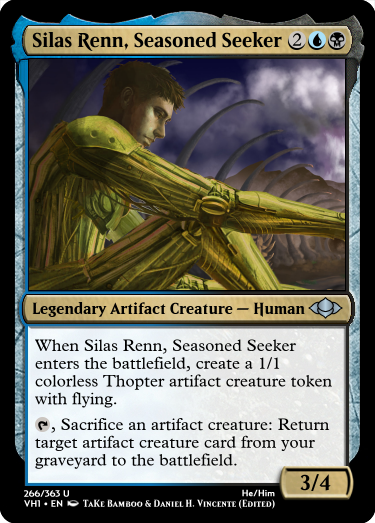 Silas Renn, Seasoned Seeker 2
Legendary Artifact Creature — Human
When Silas Renn, Seasoned Seeker
enters the battlefield, create a 1/1
colorless Thopter artifact creature token
with flying.
, Sacrifice an artifact creature: Return
target artifact creature card from your
graveyard to the battlefield.
3/4
266/363 U He/Him
VH1 • EN TaKe Bamboo & Daniel H. Vincente (Edited)